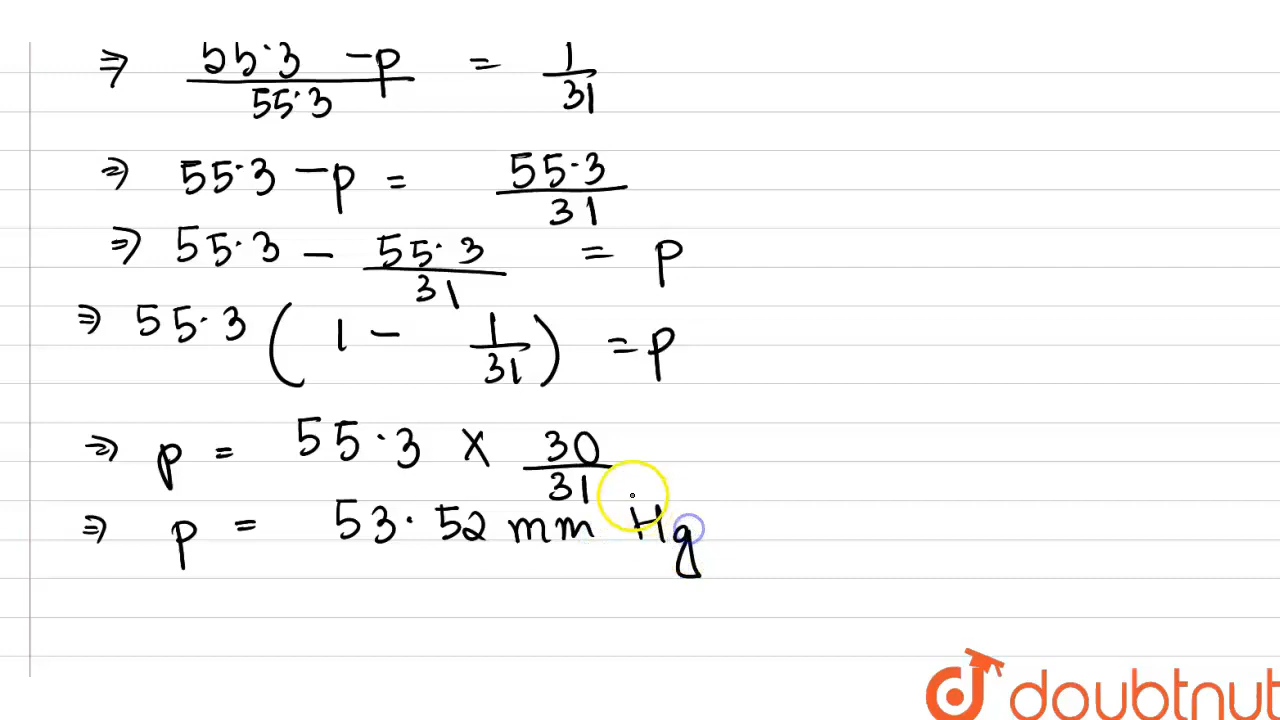 ⇒ 55.3 - p / 55.3 = 1/31
⇒ 55.3 - p = 55.3/31
⇒ 55.3 - 55.3/31 = p
⇒ 55.3 ( 1 - 1/31 ) = p
⇒ p = 55.3 × 30/31
⇒ p = 53.52 mm Hg
doubtnut